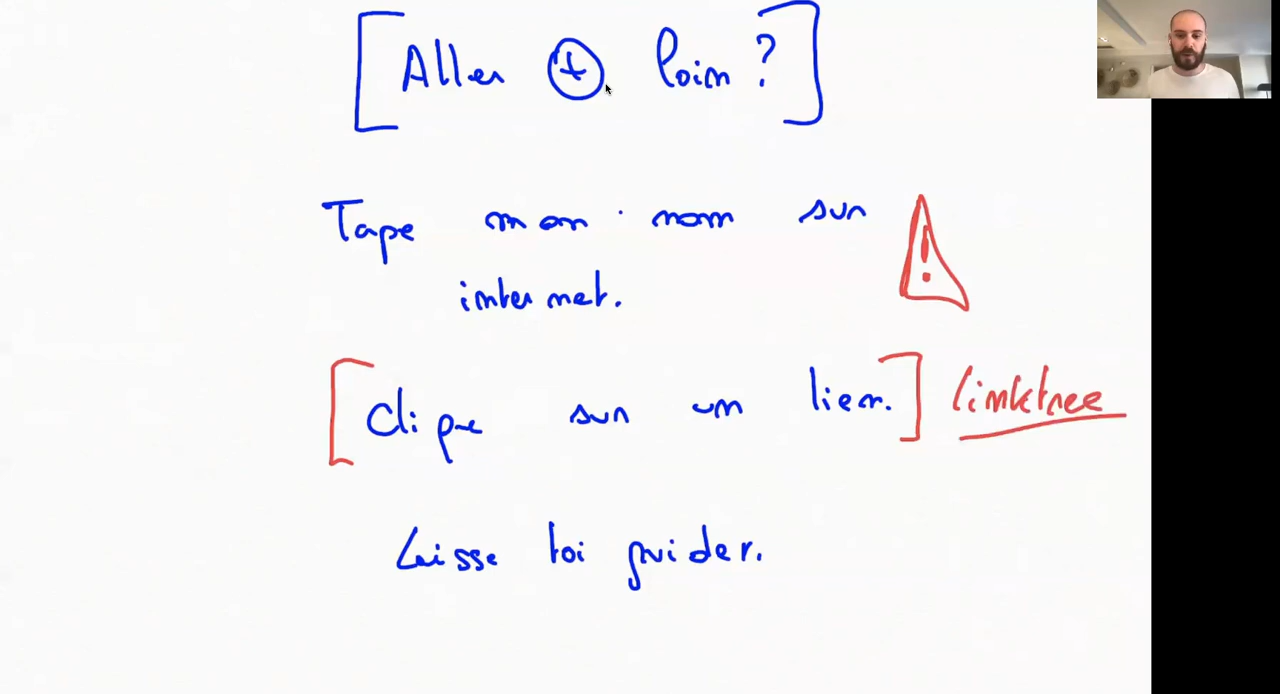 [Aller + loin ?]
Tape mon nom sur
internet.
[Clique sur un lien.] linktree
Laisse toi guider.